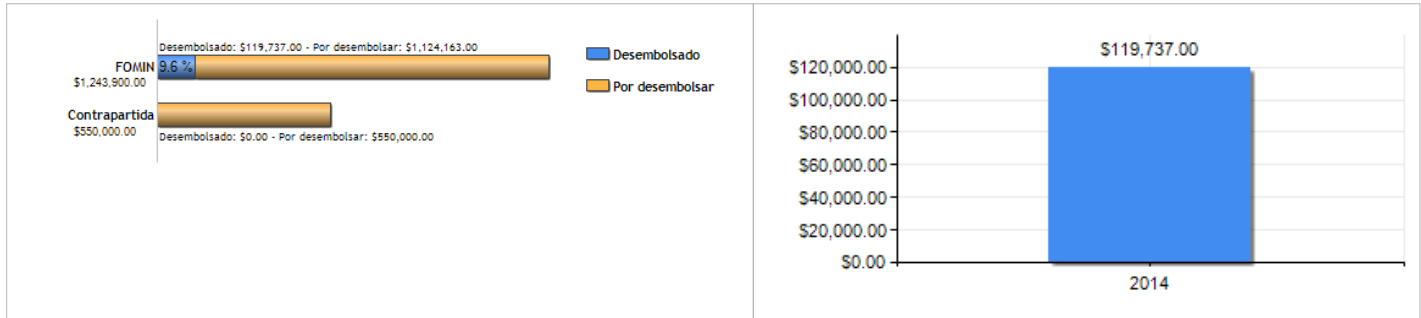 Desembolsado: $119,737.00 - Por desembolsar: $1,124,163.00
FOMIN 9.6 %
$1,243,900.00
Contrapartida
$550,000.00
Desembolsado: $0.00 - Por desembolsar: $550,000.00
Desembolsado
Por desembolsar
$119,737.00
$120,000.00
$100,000.00
$80,000.00
$60,000.00
$40,000.00
$20,000.00
$0.00
2014